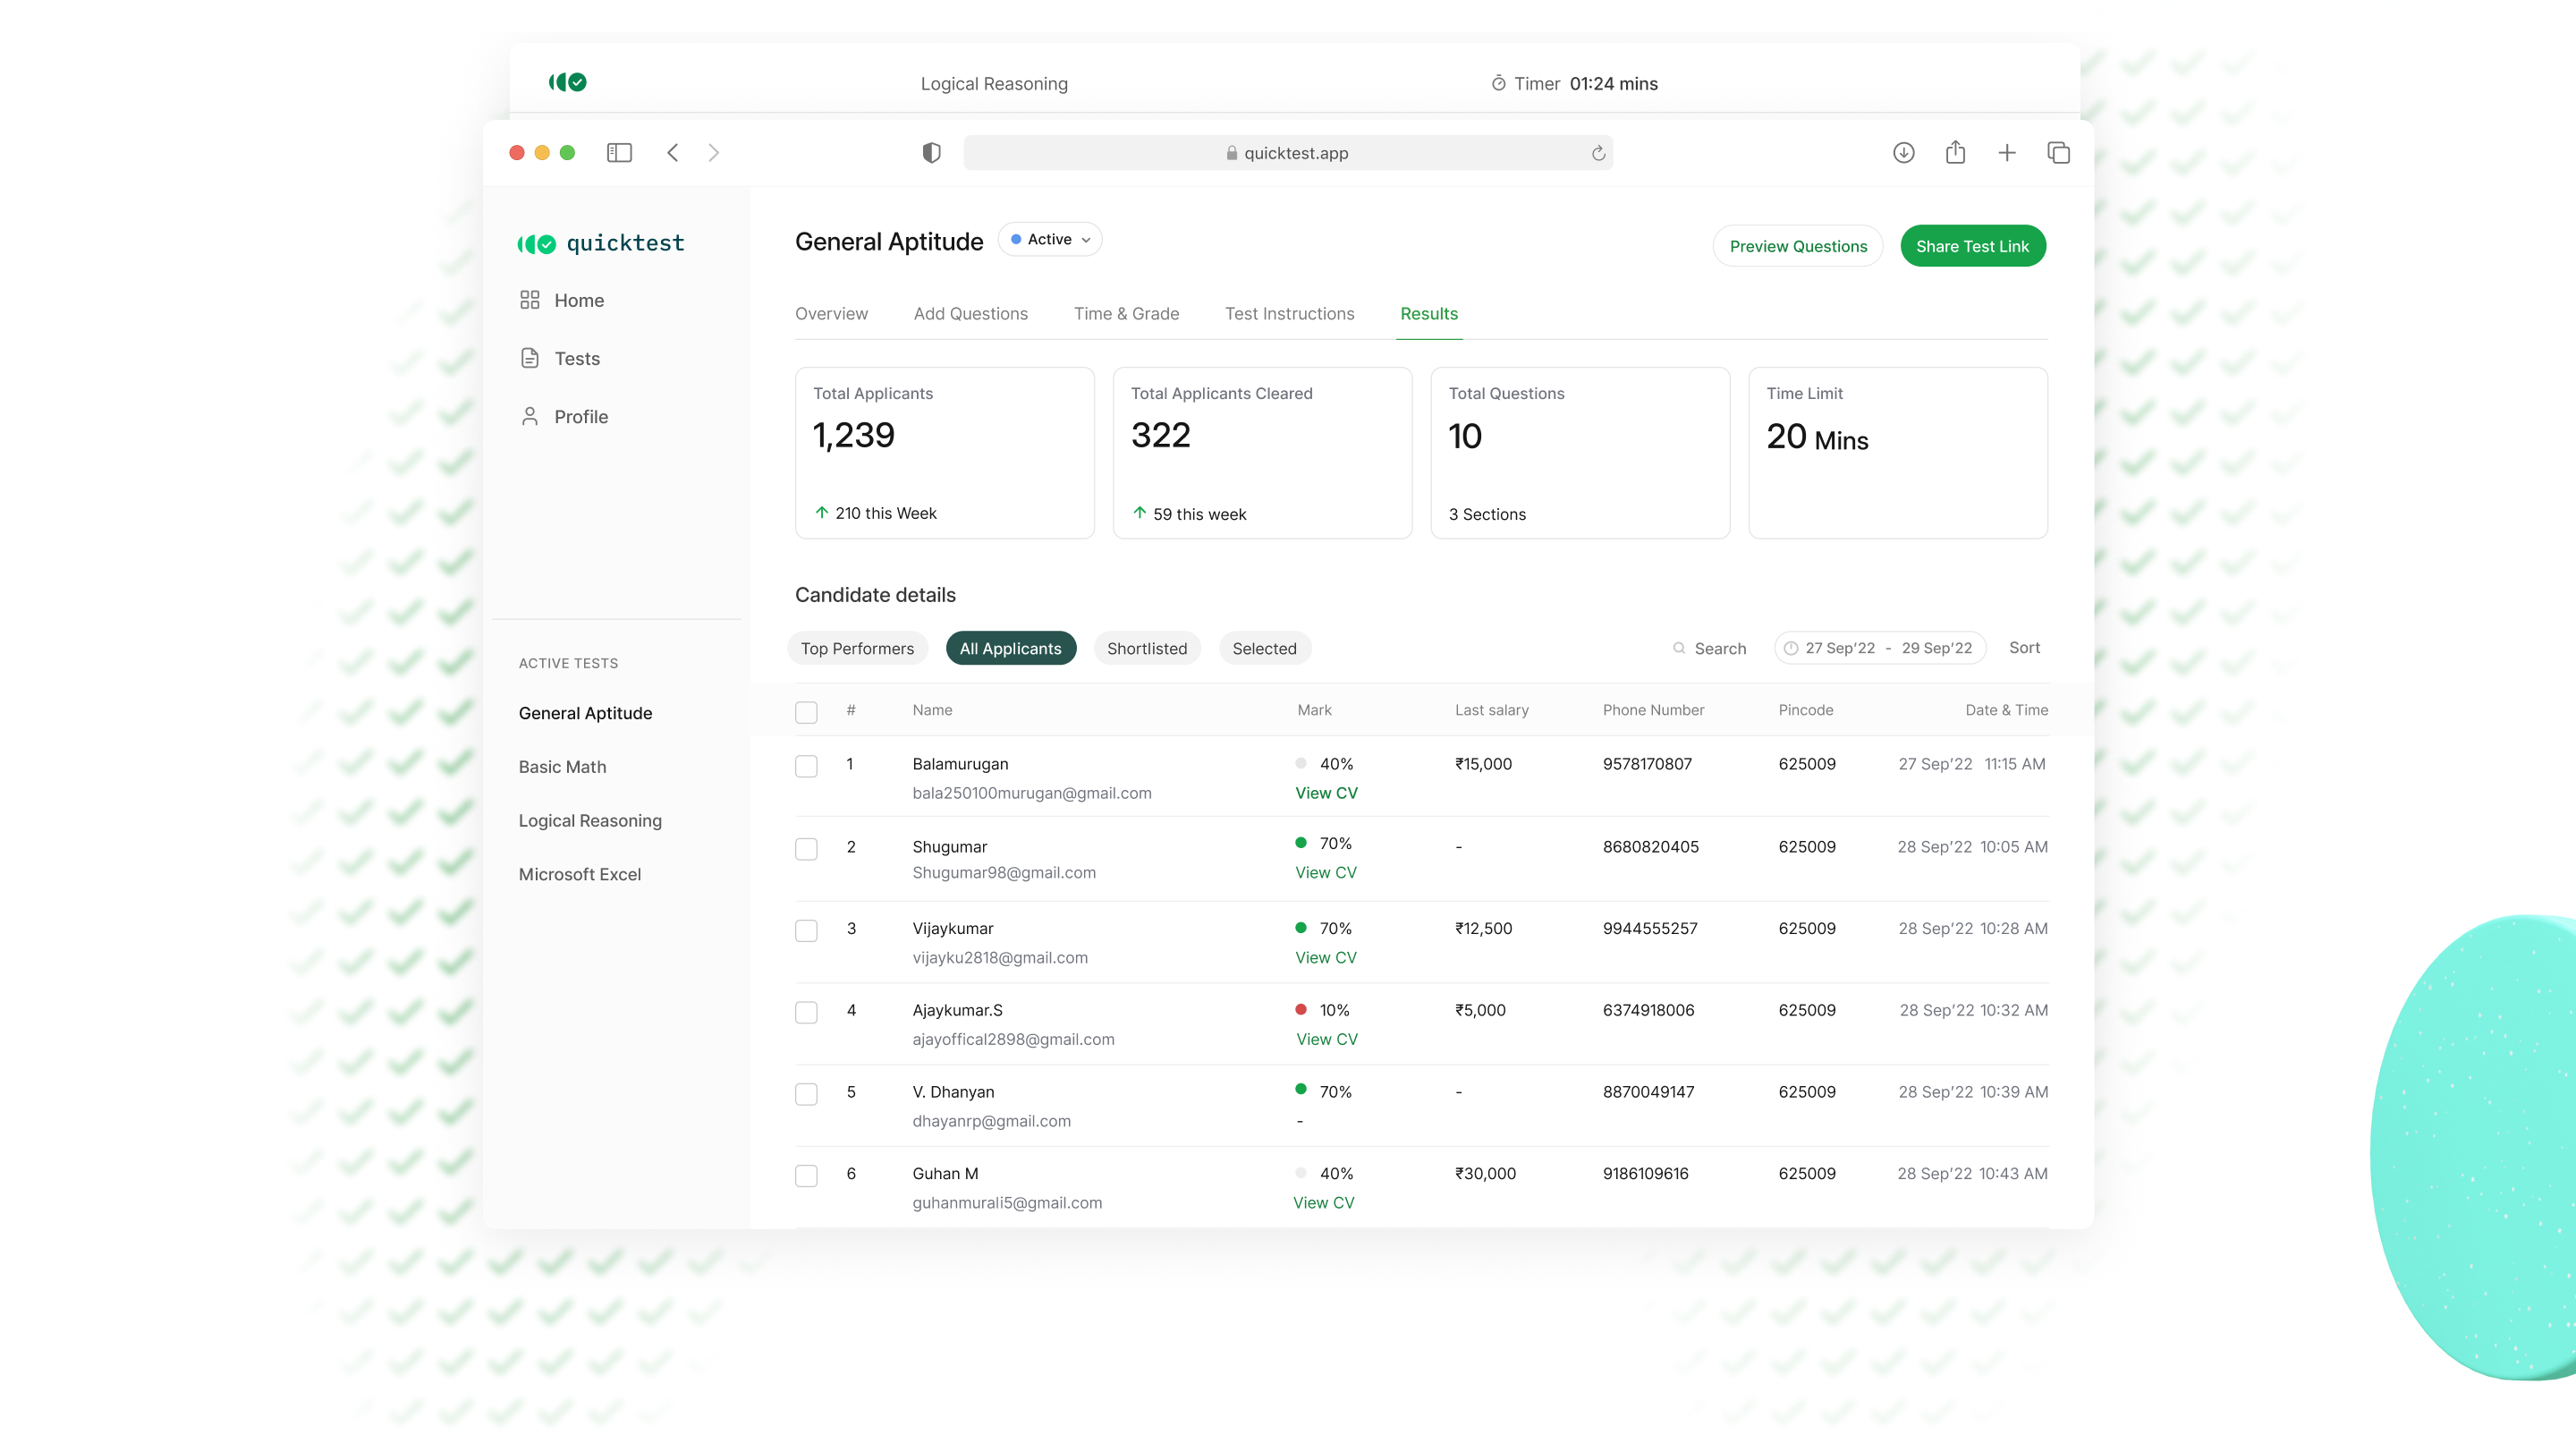 Logical Reasoning Timer 01:24 mins
quicktest.app
quicktest
Home
Tests
Profile
ACTIVE TESTS
General Aptitude
Basic Math
Logical Reasoning
Microsoft Excel
General Aptitude Active Preview Questions Share Test Link
Overview Add Questions Time & Grade Test Instructions Results
Total Applicants Total Applicants Cleared Total Questions Time Limit
1,239 322 10 20 Mins
210 this Week 59 this week 3 Sections
Candidate details
Top Performers All Applicants Shortlisted Selected Search 27 Sep’22 - 29 Sep’22 Sort
# Name Mark Last salary Phone Number Pincode Date & Time
1 Balamurugan 40% ₹15,000 9578170807 625009 27 Sep’22 11:15 AM
bala250100murugan@gmail.com View CV
2 Shugumar 70% - 8680820405 625009 28 Sep’22 10:05 AM
Shugumar98@gmail.com View CV
3 Vijaykumar 70% ₹12,500 9944555257 625009 28 Sep’22 10:28 AM
vijayku2818@gmail.com View CV
4 Ajaykumar.S 10% ₹5,000 6374918006 625009 28 Sep’22 10:32 AM
ajayoffical2898@gmail.com View CV
5 V. Dhanyan 70% - 8870049147 625009 28 Sep’22 10:39 AM
dhayanrp@gmail.com -
6 Guhan M 40% ₹30,000 9186109616 625009 28 Sep’22 10:43 AM
guhanmurali5@gmail.com View CV